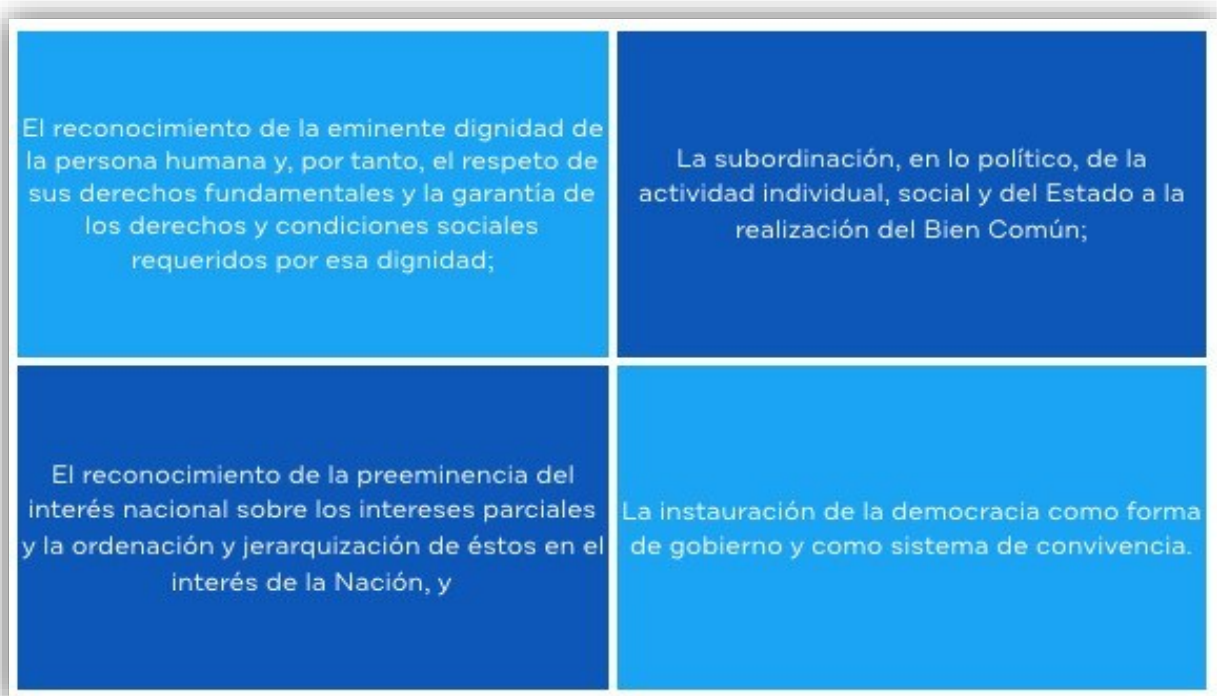 El reconocimiento de la eminente dignidad de
la persona humana y, por tanto, el respeto de
sus derechos fundamentales y la garantía de
los derechos y condiciones sociales
requeridos por esa dignidad;
La subordinación, en lo político, de la
actividad individual, social y del Estado a la
realización del Bien Común;
El reconocimiento de la preeminencia del
interés nacional sobre los intereses parciales
y la ordenación y jerarquización de éstos en el
interés de la Nación, y
La instauración de la democracia como forma
de gobierno y como sistema de convivencia.